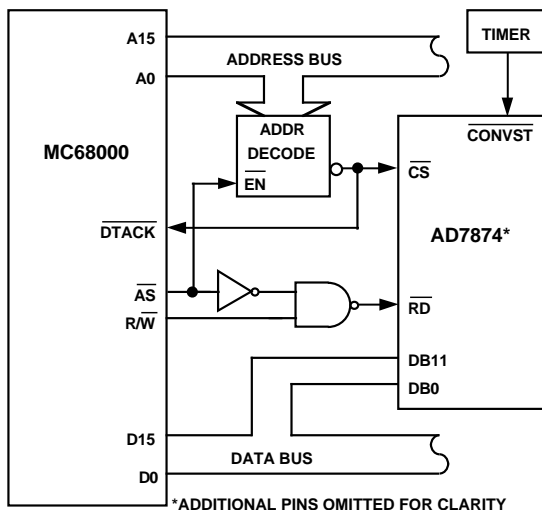 A15
ADDRESS BUS
A0
TIMER
MC68000
ADDR
DECODE
EN
CONVST
CS
DTACK
AD7874*
AS
R/W
RD
DB11
DB0
D15
DATA BUS
D0
*ADDITIONAL PINS OMITTED FOR CLARITY